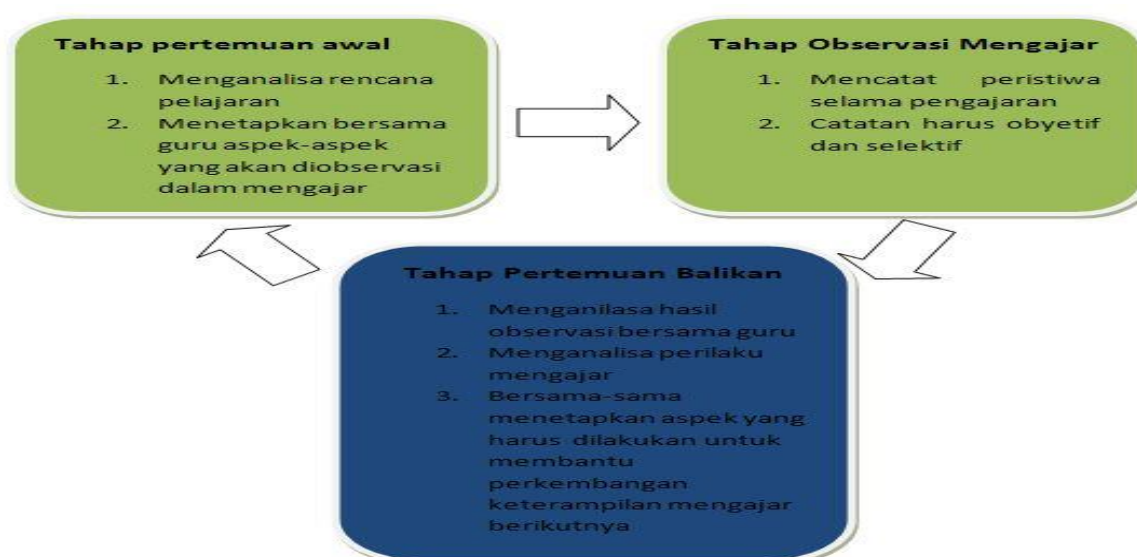 Tahap pertemuan awal
1. Menganalisa rencana
pelajaran
2. Menetapkan bersama
guru aspek-aspek
yang akan diobservasi
dalam mengajar
Tahap Observasi Mengajar
1. Mencatat peristiwa
selama pengajaran
2. Catatan harus obyetif
dan selektif
Tahap Pertemuan Balikan
1. Menganilasa hasil
observasi bersama guru
2. Menganalisa perilaku
mengajar
3. Bersama-sama
menetapkan aspek yang
harus dilakukan untuk
membantu
perkembangan
keterampilan mengajar
berikutnya